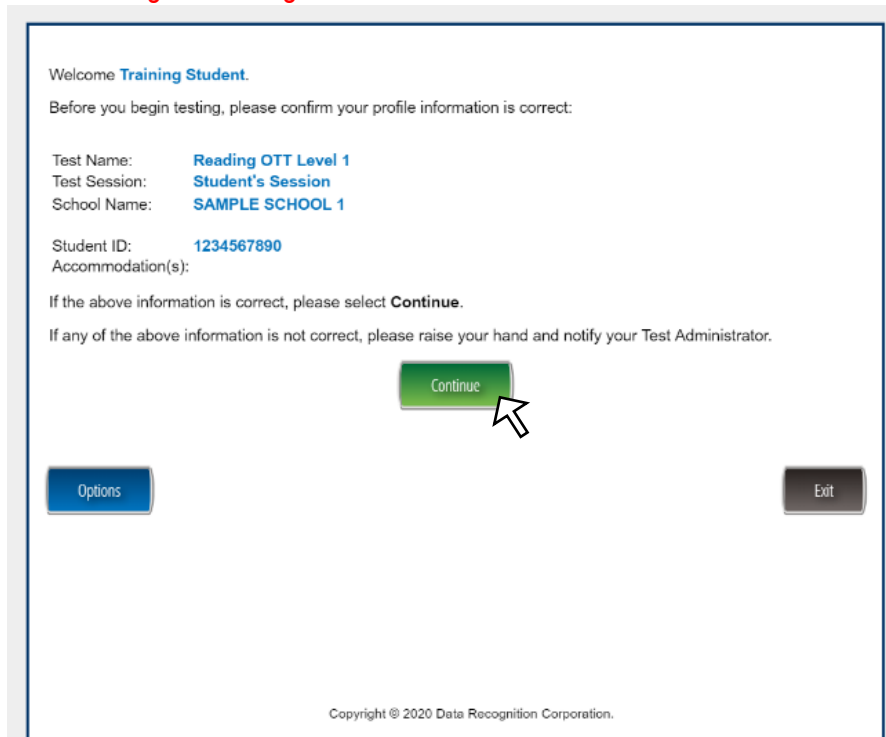 Welcome Training Student.
Before you begin testing, please confirm your profile information is correct:
Test Name: Reading OTT Level 1
Test Session: Student's Session
School Name: SAMPLE SCHOOL 1
Student ID: 1234567890
Accommodation(s):
If the above information is correct, please select Continue.
If any of the above information is not correct, please raise your hand and notify your Test Administrator.
Continue
Options Exit
Copyright © 2020 Data Recognition Corporation.